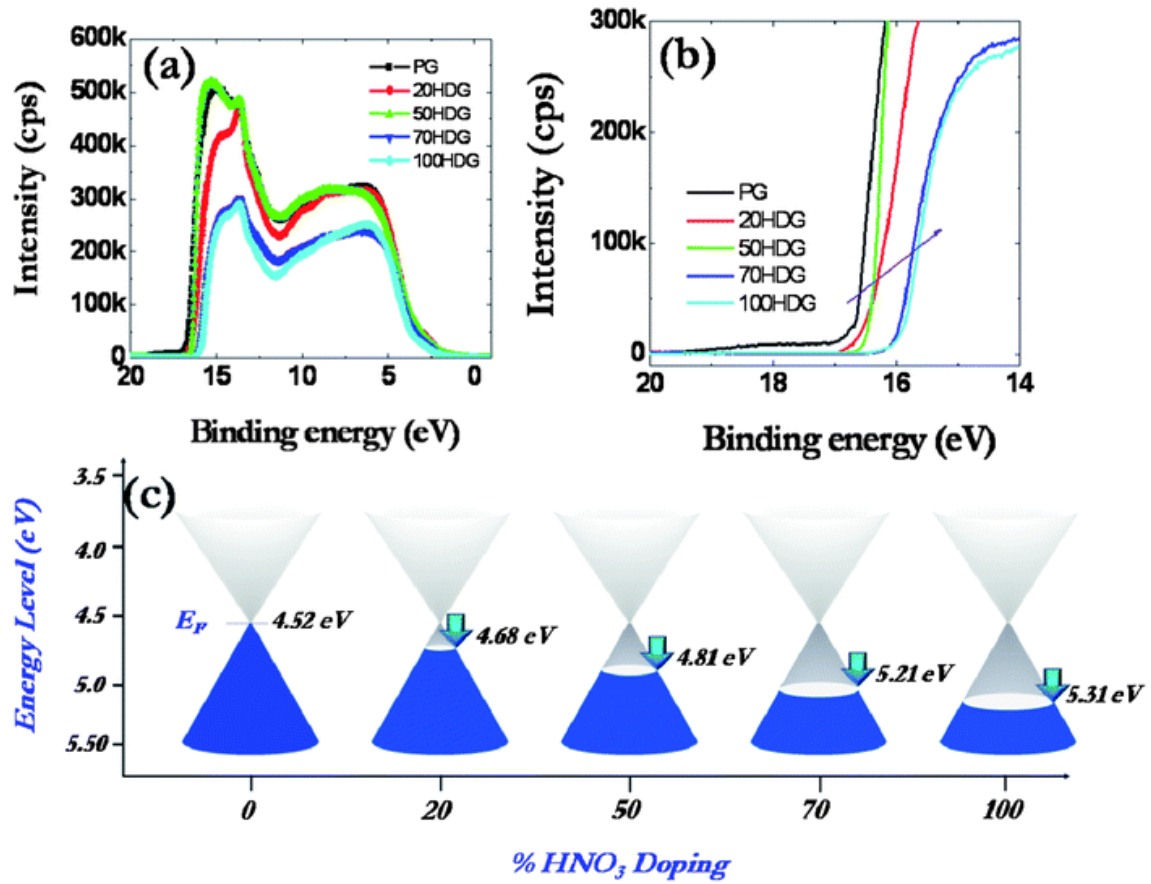 (a)
600k
500k
400k
300k
200k
100k
0
Intensity (cps)
PG
20HDG
50HDG
70HDG
100HDG
20 15 10 5 0
Binding energy (eV)
(b)
300k
200k
100k
0
Intensity (cps)
PG
20HDG
50HDG
70HDG
100HDG
20 18 16 14
Binding energy (eV)
(c)
3.5
4.0
4.5
5.0
5.50
Energy Level (eV)
E_F 4.52 eV
4.68 eV
4.81 eV
5.21 eV
5.31 eV
0 20 50 70 100
% HNO₃ Doping